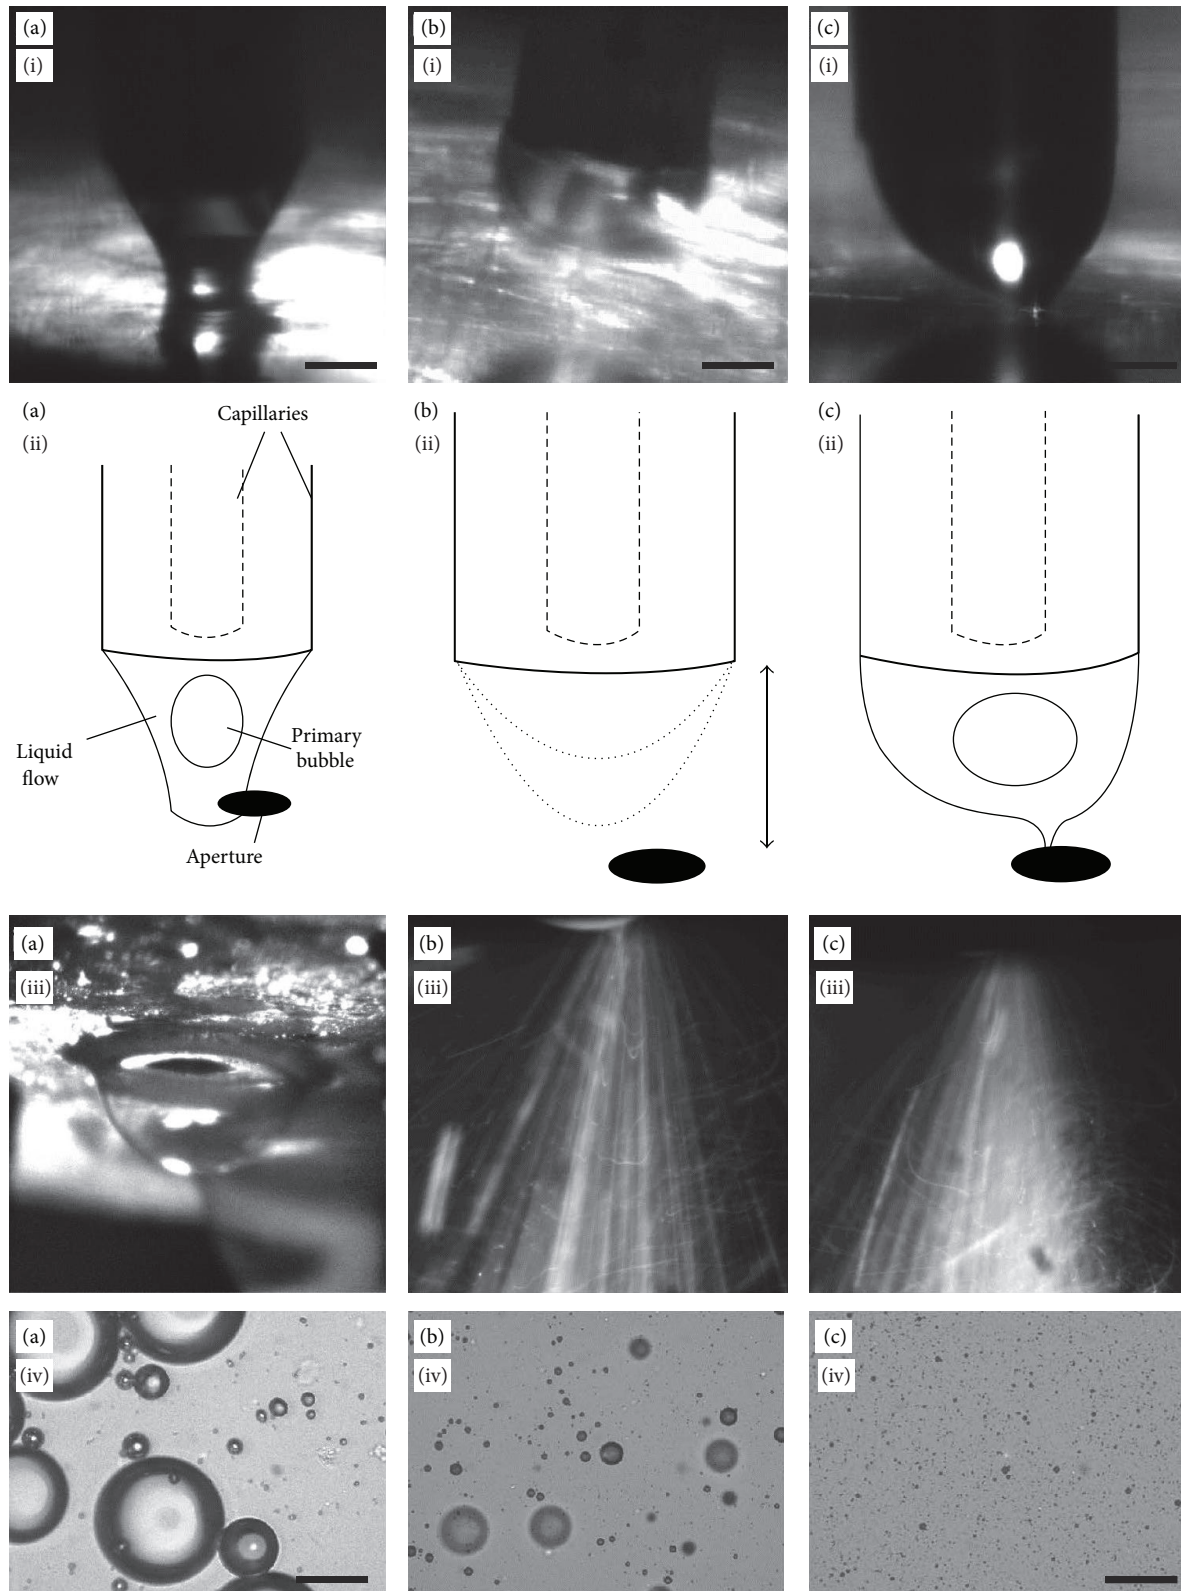 (a)
(i)
(b)
(i)
(c)
(i)
(a)
(ii)
Capillaries
Liquid
flow
Primary
bubble
Aperture
(b)
(ii)
(c)
(ii)
(a)
(iii)
(b)
(iii)
(c)
(iii)
(a)
(iv)
(b)
(iv)
(c)
(iv)